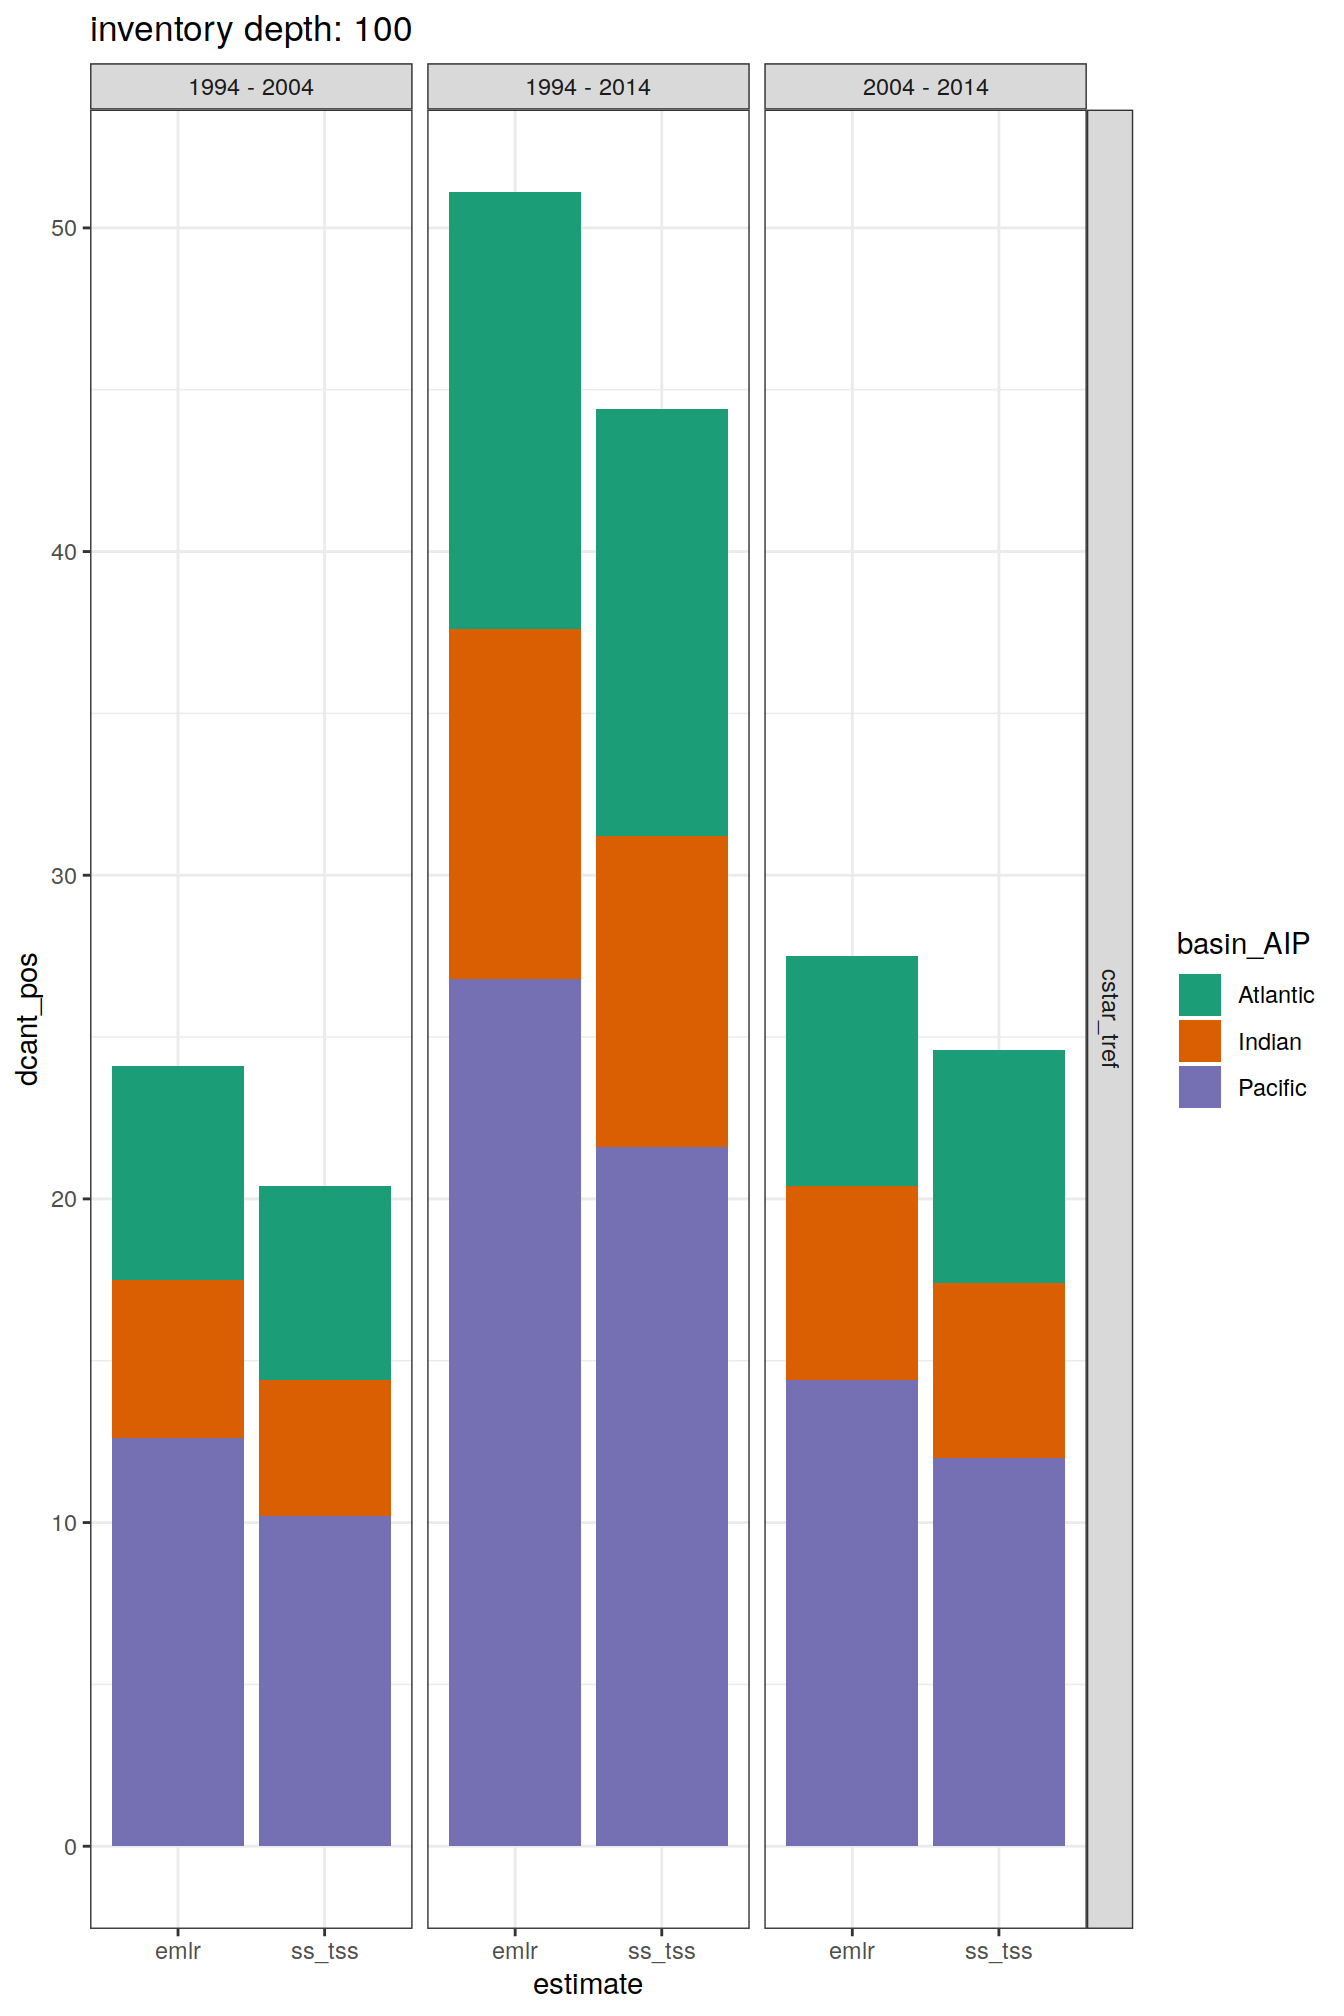 inventory depth: 100
1994 - 2004
1994 - 2014
2004 - 2014
50
40
30
20
10
0
dcant_pos
cstar_tref
basin_AIP
Atlantic
Indian
Pacific
emlr
ss_tss
emlr
ss_tss
emlr
ss_tss
estimate